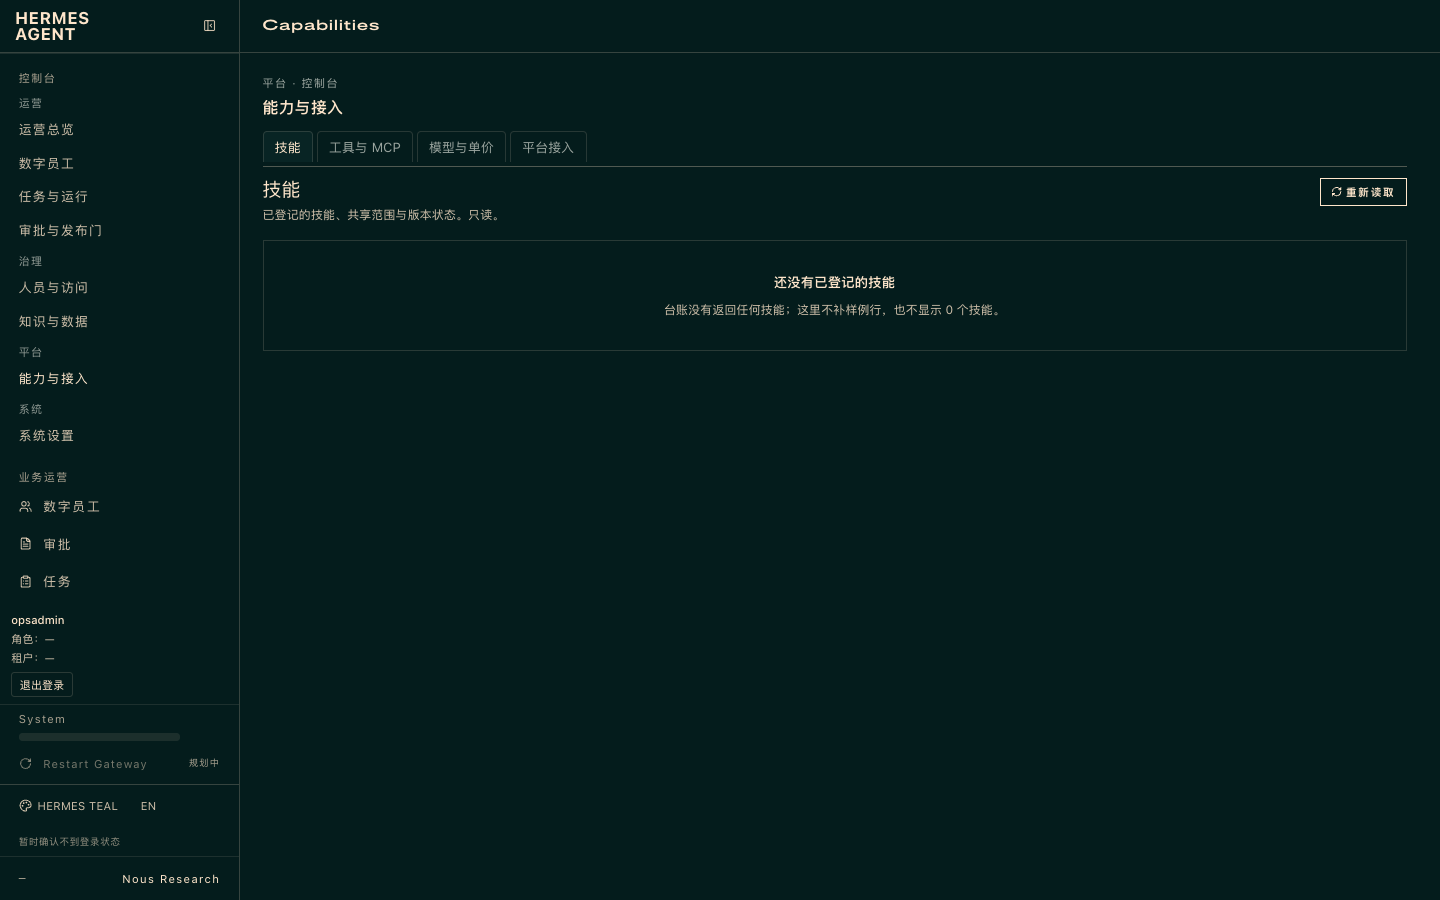 HERMES
AGENT
Capabilities
控制台
运营
运营总览
数字员工
任务与运行
审批与发布门
治理
人员与访问
知识与数据
平台
能力与接入
系统
系统设置
业务运营
数字员工
审批
任务
opsadmin
角色：—
租户：—
退出登录
System
Restart Gateway 规划中
HERMES TEAL EN
暂时确认不到登录状态
— Nous Research
平台 · 控制台
能力与接入
技能 工具与 MCP 模型与单价 平台接入
技能
重新读取
已登记的技能、共享范围与版本状态。只读。
还没有已登记的技能
台账没有返回任何技能；这里不补样例行，也不显示 0 个技能。